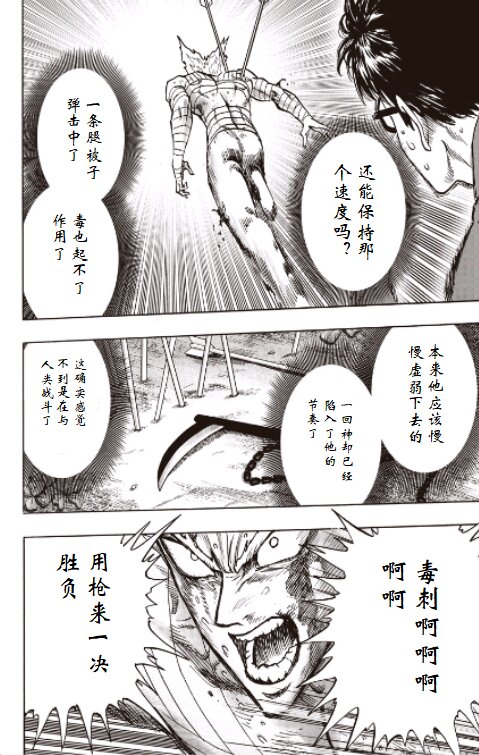 还能保持那
个速度吗?
一条腿被子
弹击中了
毒也起不了
作用了
本来他应该慢
慢虚弱下去的
一回神却已经
陷入了他的
节奏了
这确实感觉
不到是在与
人类战斗了
毒刺啊啊啊
啊啊
用枪来一决
胜负